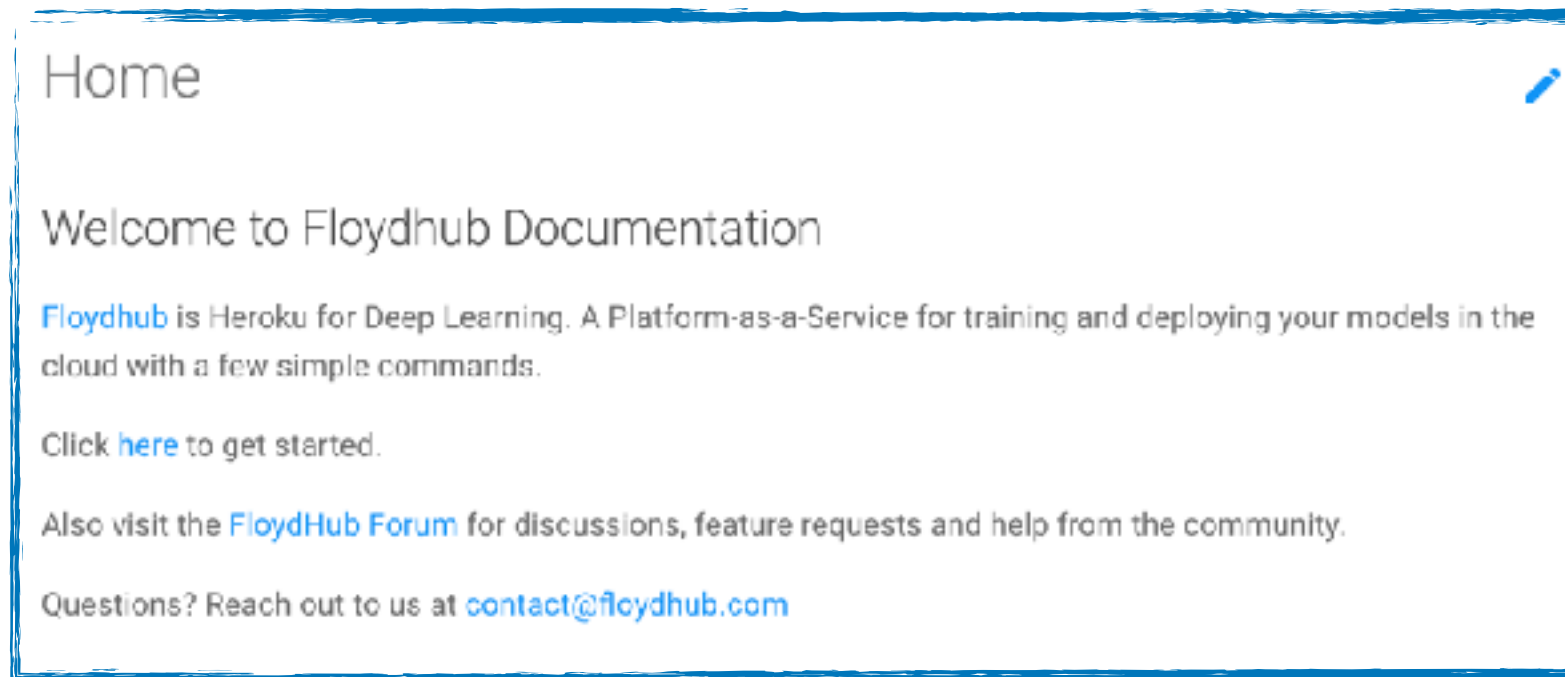 Home
Welcome to Floydhub Documentation
Floydhub is Heroku for Deep Learning. A Platform-as-a-Service for training and deploying your models in the
cloud with a few simple commands.
Click here to get started.
Also visit the FloydHub Forum for discussions, feature requests and help from the community.
Questions? Reach out to us at contact@floydhub.com